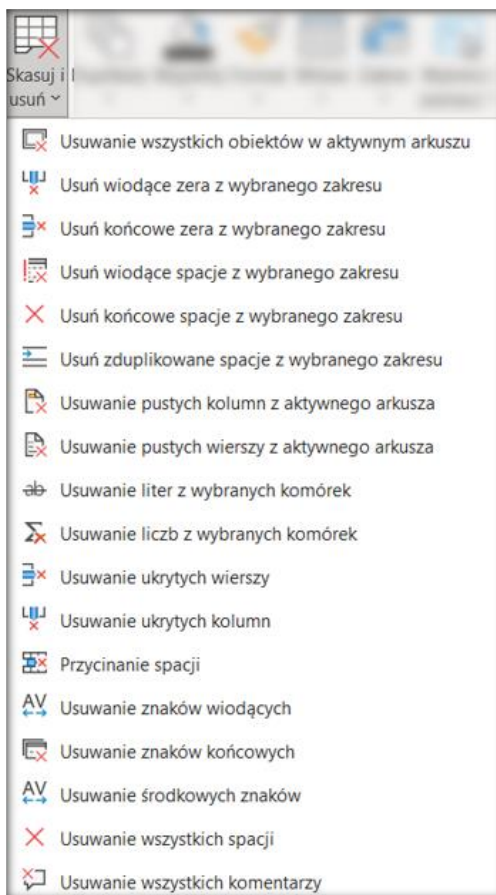 Skasuj i
usuń
Usuwanie wszystkich obiektów w aktywnym arkuszu
Usuń wiodące zera z wybranego zakresu
Usuń końcowe zera z wybranego zakresu
Usuń wiodące spacje z wybranego zakresu
Usuń końcowe spacje z wybranego zakresu
Usuń zduplikowane spacje z wybranego zakresu
Usuwanie pustych kolumn z aktywnego arkusza
Usuwanie pustych wierszy z aktywnego arkusza
Usuwanie liter z wybranych komórek
Usuwanie liczb z wybranych komórek
Usuwanie ukrytych wierszy
Usuwanie ukrytych kolumn
Przycinanie spacji
Usuwanie znaków wiodących
Usuwanie znaków końcowych
Usuwanie środkowych znaków
Usuwanie wszystkich spacji
Usuwanie wszystkich komentarzy